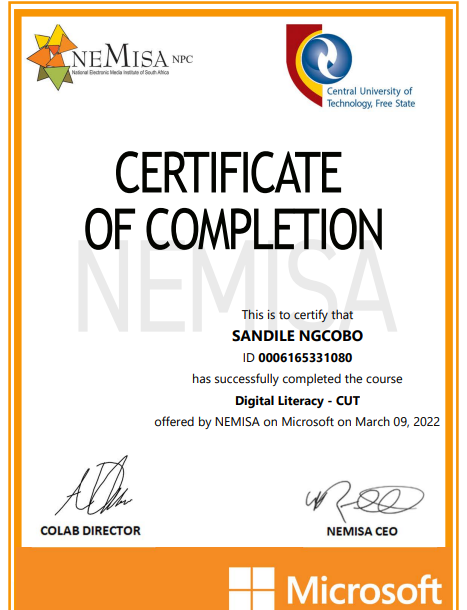 NEMISA NPC
National Electronic Media Institute of South Africa
Central University of
Technology, Free State
CERTIFICATE
OF COMPLETION
NEMISA
This is to certify that
SANDILE NGCOBO
ID 0006165331080
has successfully completed the course
Digital Literacy - CUT
offered by NEMISA on Microsoft on March 09, 2022
COLAB DIRECTOR
NEMISA CEO
Microsoft